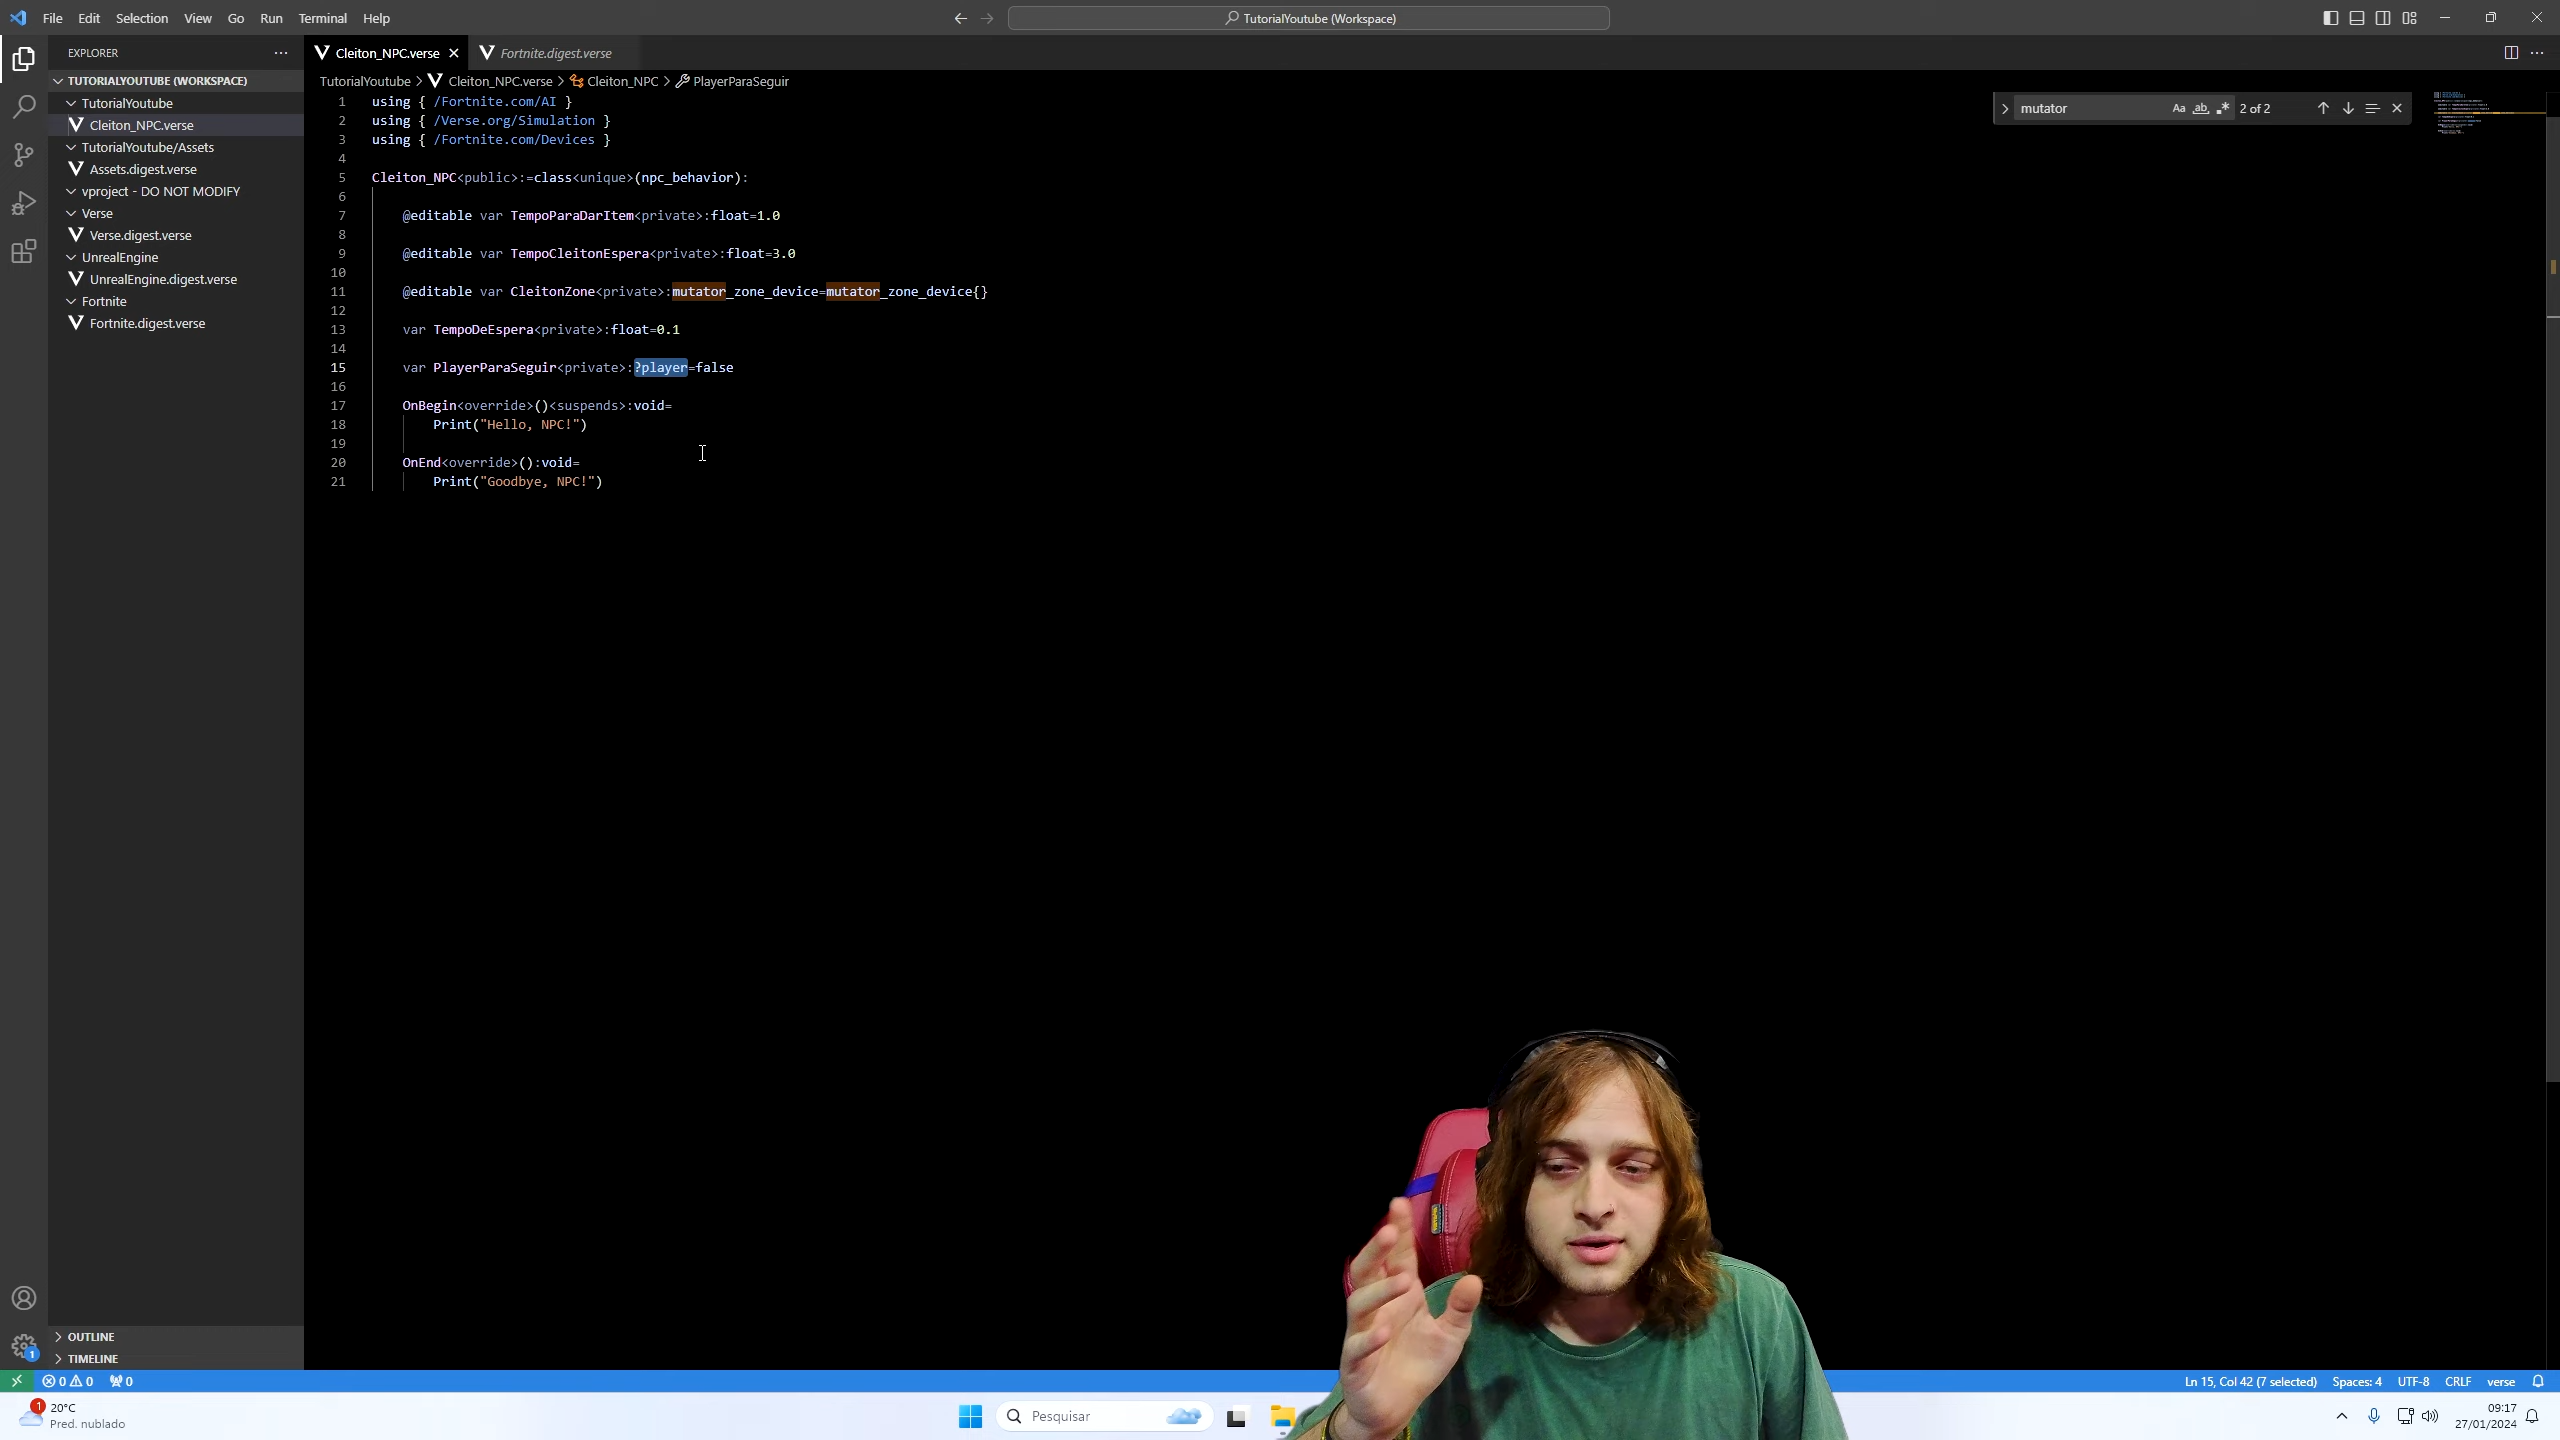 File Edit Selection View Go Run Terminal Help
TutorialYoutube (Workspace)
EXPLORER
Cleiton_NPC.verse
Fortnite.digest.verse
TUTORIALYOUTUBE (WORKSPACE)
TutorialYoutube
Cleiton_NPC.verse
TutorialYoutube/Assets
Assets.digest.verse
vproject - DO NOT MODIFY
Verse
Verse.digest.verse
UnrealEngine
UnrealEngine.digest.verse
Fortnite
Fortnite.digest.verse
TutorialYoutube > Cleiton_NPC.verse > Cleiton_NPC > PlayerParaSeguir
mutator Aa ab .* 2 of 2
1 using { /Fortnite.com/AI }
2 using { /Verse.org/Simulation }
3 using { /Fortnite.com/Devices }
4
5 Cleiton_NPC<public>:=class<unique>(npc_behavior):
6
7 @editable var TempoParaDarItem<private>:float=1.0
8
9 @editable var TempoCleitonEspera<private>:float=3.0
10
11 @editable var CleitonZone<private>:mutator_zone_device=mutator_zone_device{}
12
13 var TempoDeEspera<private>:float=0.1
14
15 var PlayerParaSeguir<private>:?player=false
16
17 OnBegin<override>()<suspends>:void=
18 Print("Hello, NPC!")
19
20 OnEnd<override>():void=
21 Print("Goodbye, NPC!")
OUTLINE
1
TIMELINE
0 0 0
Ln 15, Col 42 (7 selected) Spaces: 4 UTF-8 CRLF verse
1
20°C
Pred. nublado
Pesquisar
09:17
27/01/2024